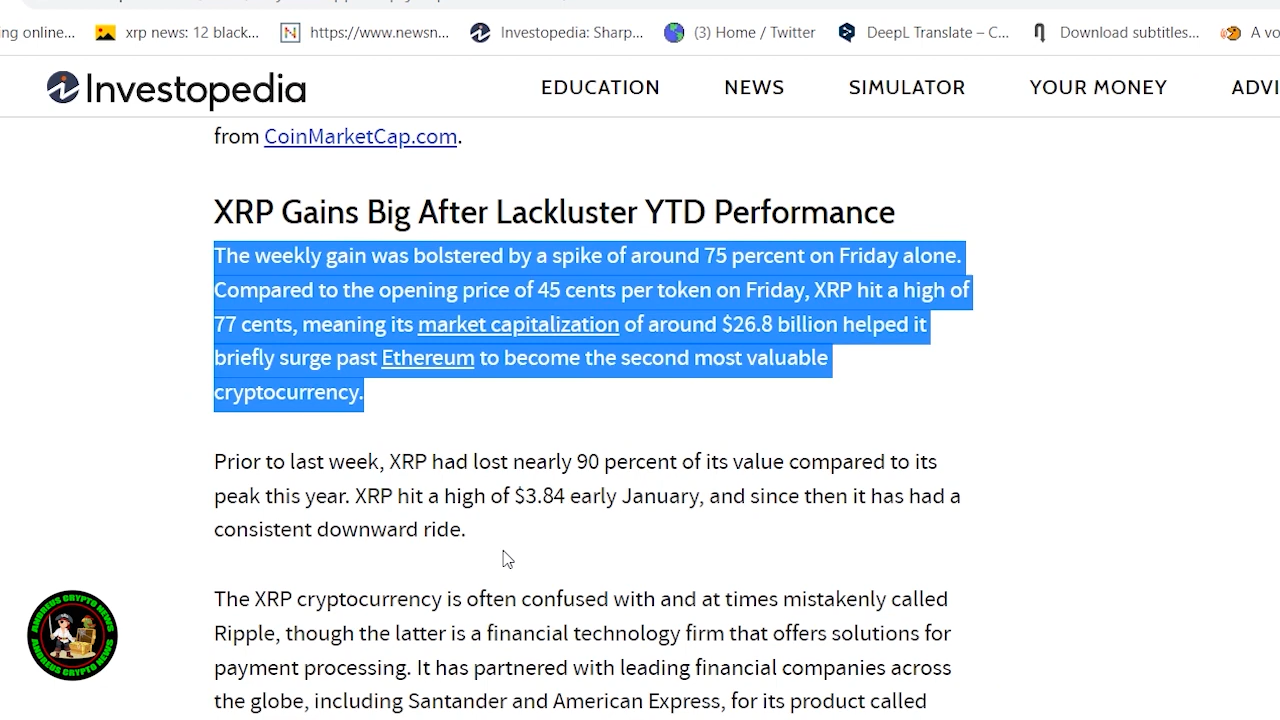 ng online...
xrp news: 12 black...
https://www.newsn...
Investopedia: Sharp...
(3) Home / Twitter
DeepL Translate – C...
Download subtitles...
A vo
Investopedia
EDUCATION
NEWS
SIMULATOR
YOUR MONEY
ADVI
from CoinMarketCap.com.
XRP Gains Big After Lackluster YTD Performance
The weekly gain was bolstered by a spike of around 75 percent on Friday alone.
Compared to the opening price of 45 cents per token on Friday, XRP hit a high of
77 cents, meaning its market capitalization of around $26.8 billion helped it
briefly surge past Ethereum to become the second most valuable
cryptocurrency.
Prior to last week, XRP had lost nearly 90 percent of its value compared to its
peak this year. XRP hit a high of $3.84 early January, and since then it has had a
consistent downward ride.
ANDREUS CRYPTO NEWS
ANDREUS CRYPTO NEWS
The XRP cryptocurrency is often confused with and at times mistakenly called
Ripple, though the latter is a financial technology firm that offers solutions for
payment processing. It has partnered with leading financial companies across
the globe, including Santander and American Express, for its product called